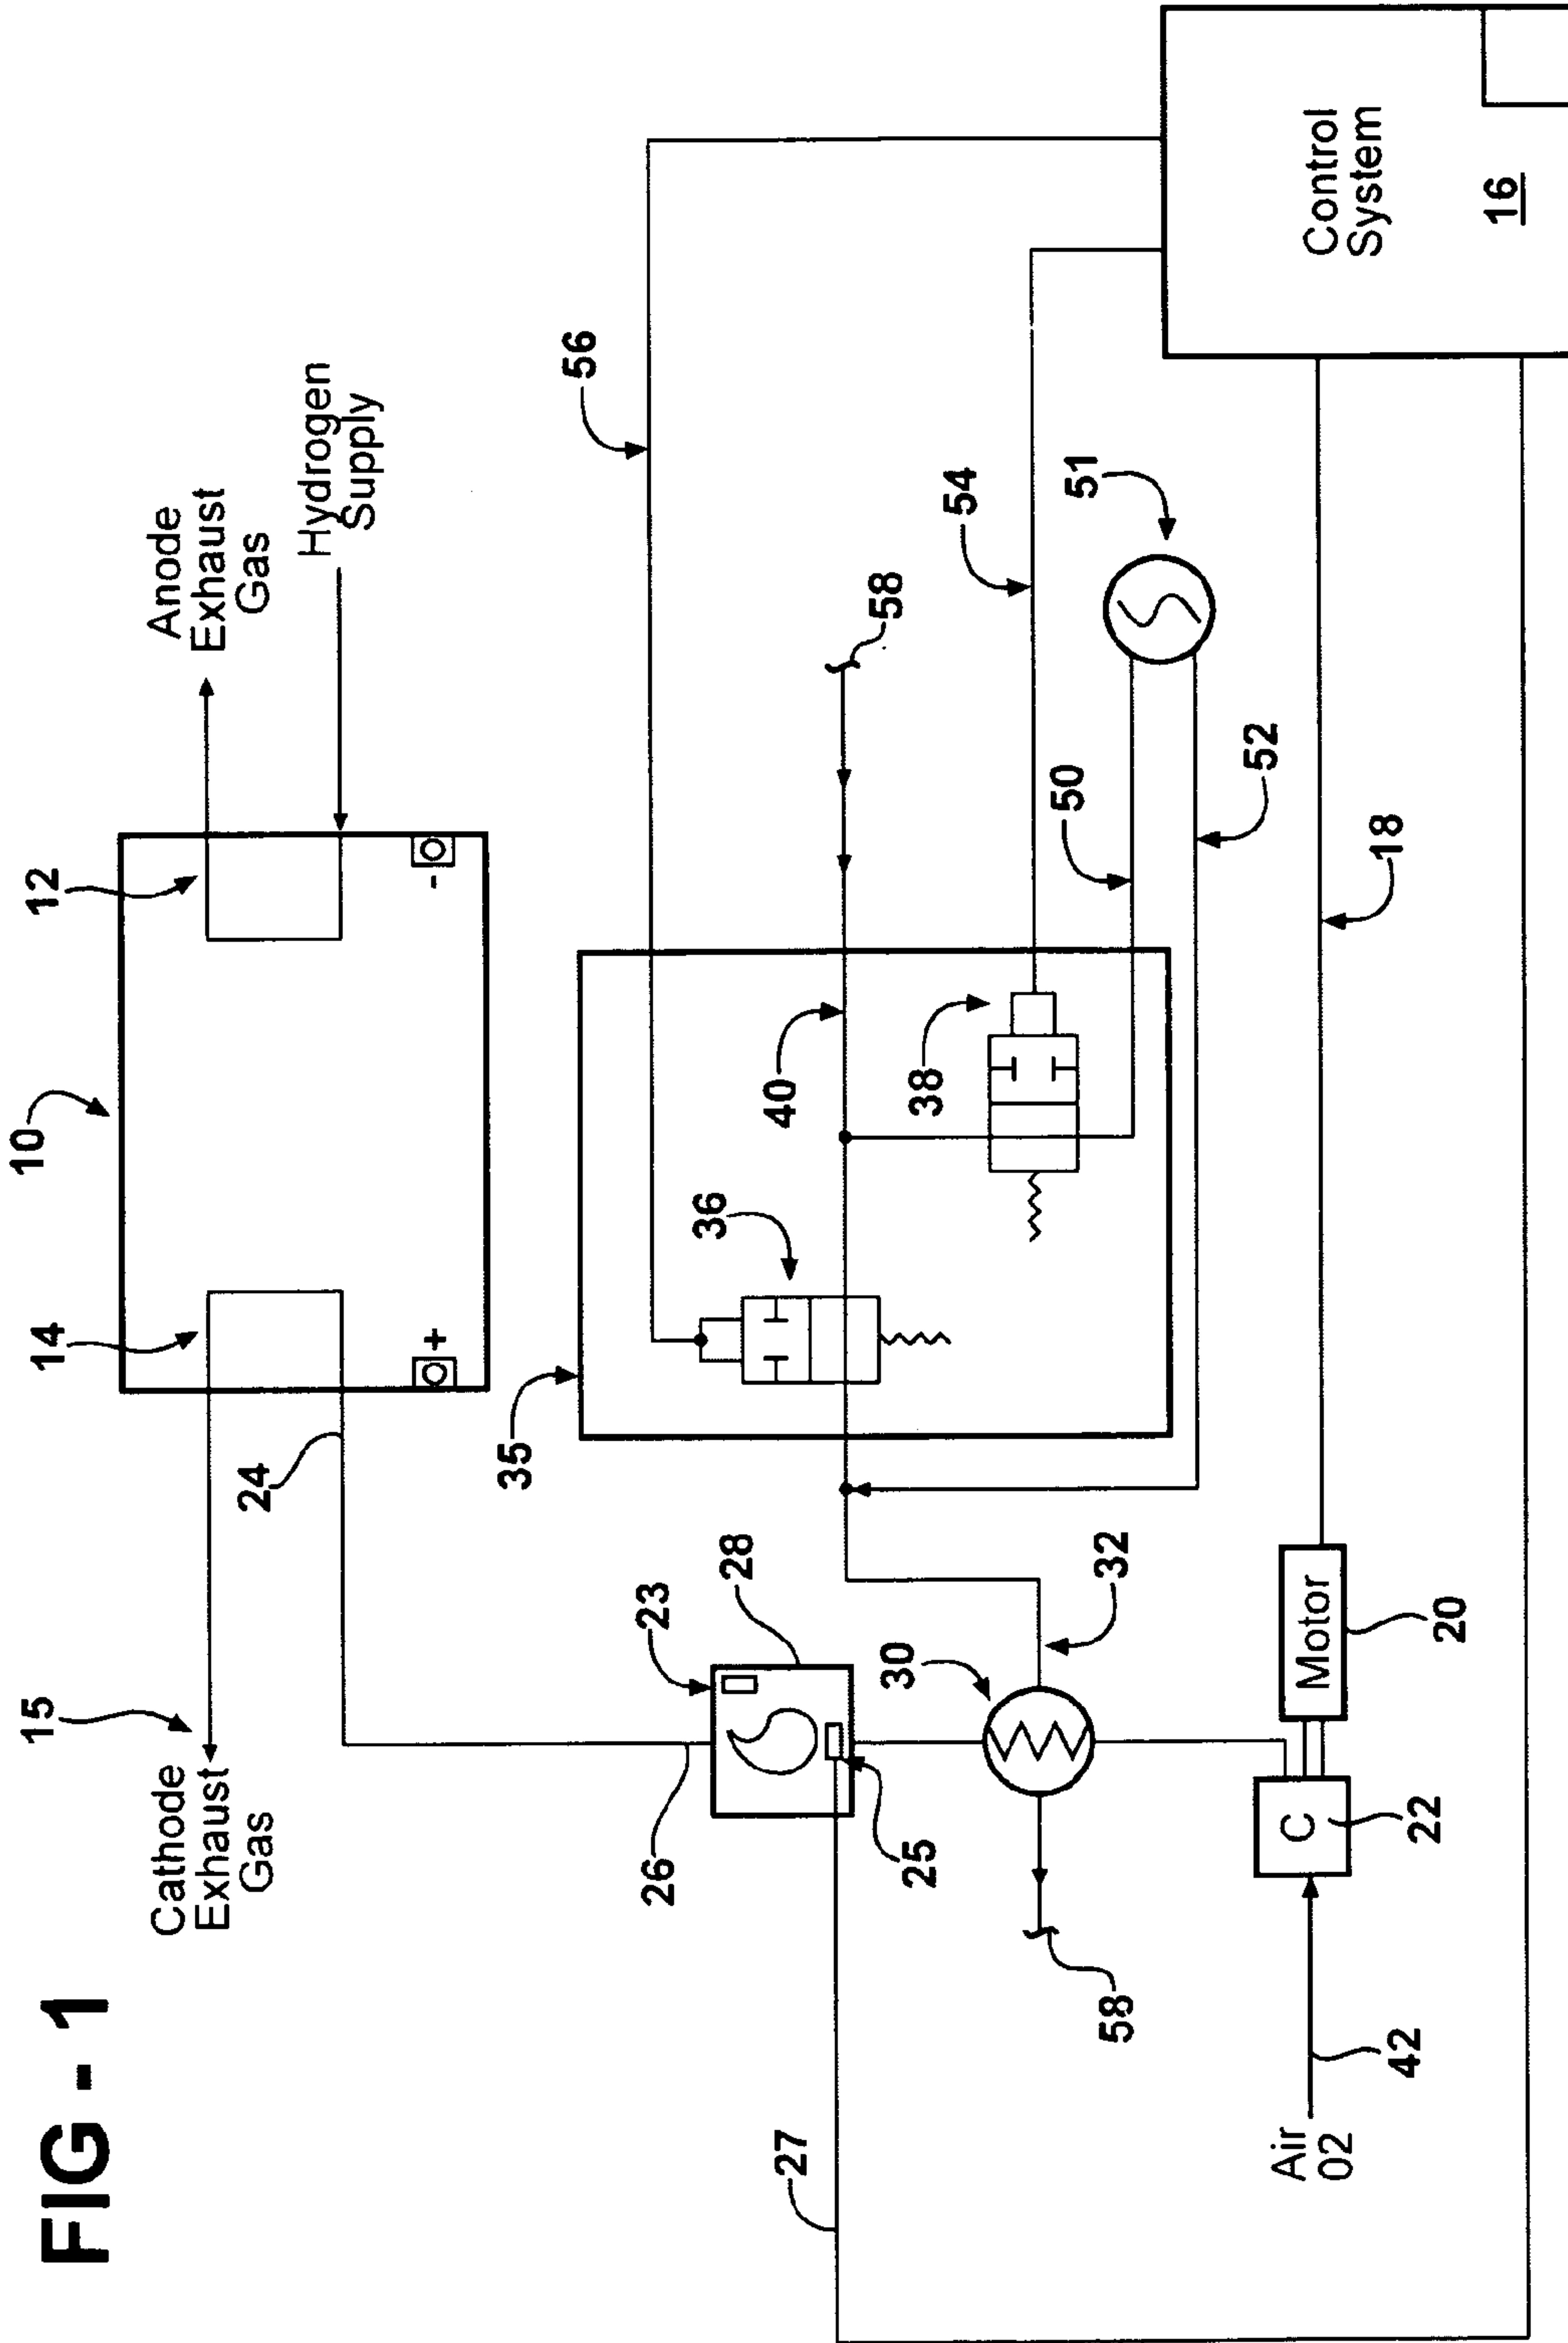 FIG - 1
10
12
14
15
Cathode
Exhaust
Gas
Anode
Exhaust
Gas
Hydrogen
Supply
24
+
-
56
35
36
40
58
38
54
51
50
52
23
28
26
25
30
32
58
27
Air
02
42
C
22
Motor
20
18
Control
System
16